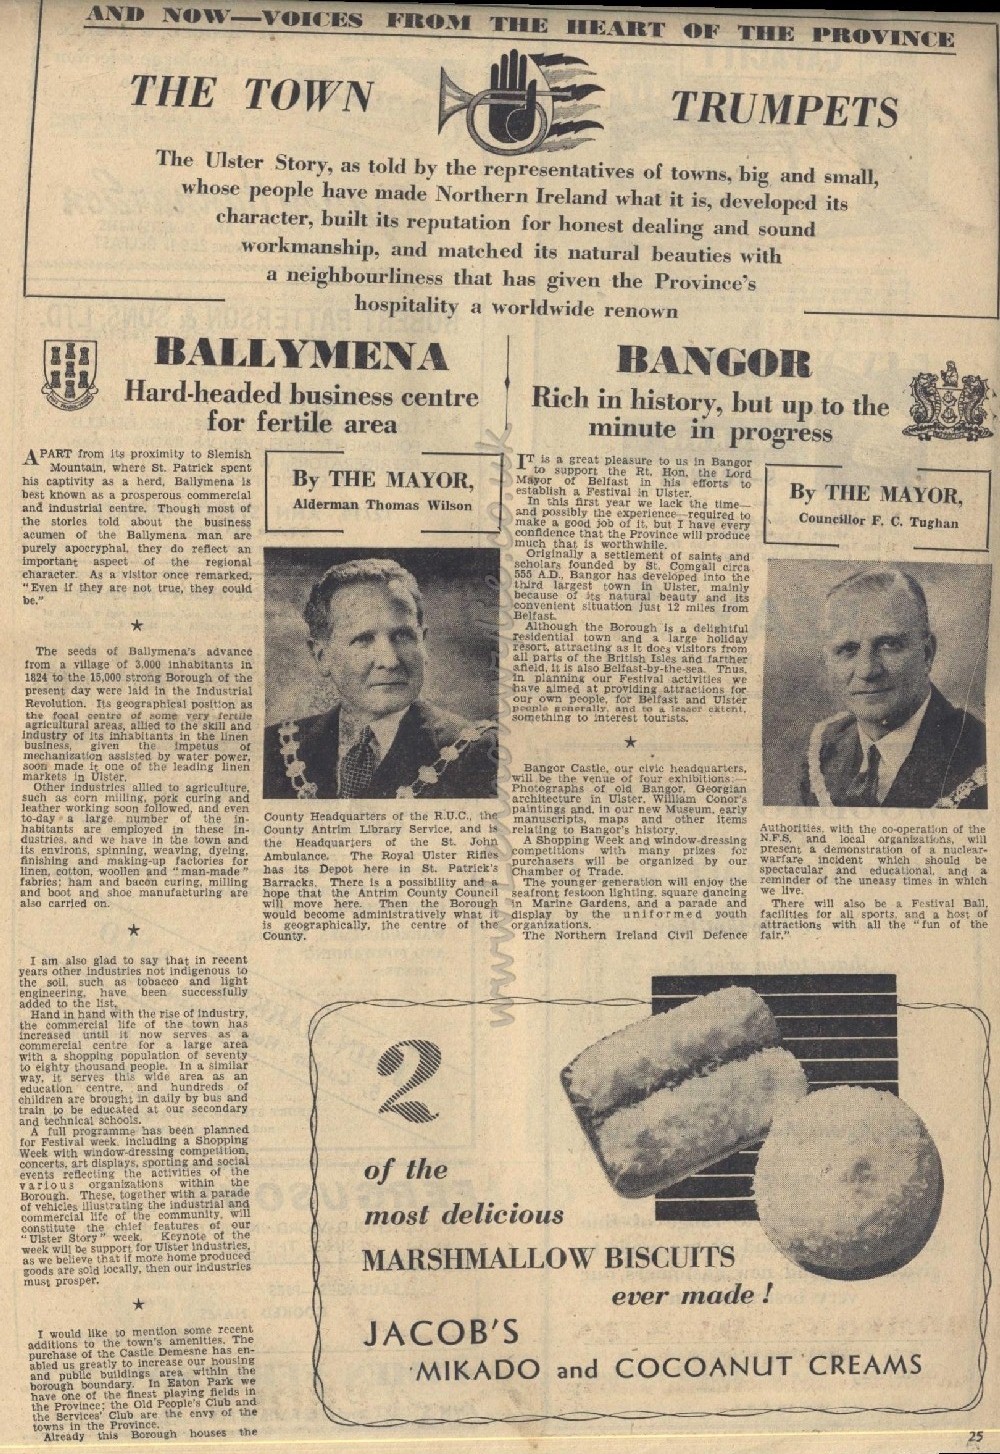 AND NOW—VOICES FROM THE HEART OF THE PROVINCE
THE TOWN TRUMPETS
The Ulster Story, as told by the representatives of towns, big and small,
whose people have made Northern Ireland what it is, developed its
character, built its reputation for honest dealing and sound
workmanship, and matched its natural beauties with
a neighbourliness that has given the Province's
hospitality a worldwide renown
BALLYMENA
Hard-headed business centre
for fertile area
APART from its proximity to Slemish
Mountain, where St. Patrick spent
his captivity as a herd, Ballymena is
best known as a prosperous commercial
and industrial centre. Though most of
the stories told about the business
acumen of the Ballymena man are
purely apocryphal, they do reflect an
important aspect of the regional
character. As a visitor once remarked,
"Even if they are not true, they could
be."
★
The seeds of Ballymena's advance
from a village of 3,000 inhabitants in
1824 to the 15,000 strong Borough of the
present day were laid in the Industrial
Revolution. Its geographical position as
the focal centre of some very fertile
agricultural areas, allied to the skill and
industry of its inhabitants in the linen
business, given the impetus of
mechanization assisted by water power,
soon made it one of the leading linen
markets in Ulster.
Other industries allied to agriculture,
such as corn milling, pork curing and
leather working soon followed, and even
to-day a large number of the in-
habitants are employed in these in-
dustries, and we have in the town and
its environs, spinning, weaving, dyeing,
finishing and making-up factories for
linen, cotton, woollen and "man-made"
fabrics; ham and bacon curing, milling
and boot and shoe manufacturing are
also carried on.
★
I am also glad to say that in recent
years other industries not indigenous to
the soil, such as tobacco and light
engineering, have been successfully
added to the list.
Hand in hand with the rise of industry,
the commercial life of the town has
increased until it now serves as a
commercial centre for a large area
with a shopping population of seventy
to eighty thousand people. In a similar
way, it serves this wide area as an
education centre, and hundreds of
children are brought in daily by bus and
train to be educated at our secondary
and technical schools.
A full programme has been planned
for Festival week, including a Shopping
Week with window-dressing competition,
concerts, art displays, sporting and social
events reflecting the activities of the
various organizations within the
Borough. These, together with a parade
of vehicles illustrating the industrial and
commercial life of the community, will
constitute the chief features of our
"Ulster Story" week. Keynote of the
week will be support for Ulster industries,
as we believe that if more home produced
goods are sold locally, then our industries
must prosper.
★
I would like to mention some recent
additions to the town's amenities. The
purchase of the Castle Demesne has en-
abled us greatly to increase our housing
and public buildings area within the
borough boundary. In Eaton Park we
have one of the finest playing fields in
the Province; the Old People's Club and
the Services' Club are the envy of the
towns in the Province.
Already this Borough houses the
By THE MAYOR,
Alderman Thomas Wilson
County Headquarters of the R.U.C., the
County Antrim Library Service, and is
the Headquarters of the St. John
Ambulance. The Royal Ulster Rifles
has its Depot here in St. Patrick's
Barracks. There is a possibility and a
hope that the Antrim County Council
will move here. Then the Borough
would become administratively what it
is geographically, the centre of the
County.
BANGOR
Rich in history, but up to the
minute in progress
IT is a great pleasure to us in Bangor
to support the Rt. Hon. the Lord
Mayor of Belfast in his efforts to
establish a Festival in Ulster.
In this first year we lack the time—
and possibly the experience—required to
make a good job of it, but I have every
confidence that the Province will produce
much that is worthwhile.
Originally a settlement of saints and
scholars founded by St. Comgall circa
555 A.D., Bangor has developed into the
third largest town in Ulster, mainly
because of its natural beauty and its
convenient situation just 12 miles from
Belfast.
Although the Borough is a delightful
residential town and a large holiday
resort, attracting as it does visitors from
all parts of the British Isles and farther
afield, it is also Belfast-by-the-sea. Thus,
in planning our Festival activities we
have aimed at providing attractions for
our own people, for Belfast and Ulster
people generally, and to a lesser extent,
something to interest tourists.
★
Bangor Castle, our civic headquarters,
will be the venue of four exhibitions:—
Photographs of old Bangor, Georgian
architecture in Ulster, William Conor's
paintings and, in our new Museum, early
manuscripts, maps and other items
relating to Bangor's history.
A Shopping Week and window-dressing
competitions with many prizes for
purchasers will be organized by our
Chamber of Trade.
The younger generation will enjoy the
seafront festoon lighting, square dancing
in Marine Gardens, and a parade and
display by the uniformed youth
organizations.
The Northern Ireland Civil Defence
By THE MAYOR,
Councillor F. C. Tughan
Authorities, with the co-operation of the
N.F.S. and local organizations, will
present a demonstration of a nuclear-
warfare incident which should be
spectacular and educational, and a
reminder of the uneasy times in which
we live.
There will also be a Festival Ball,
facilities for all sports, and a host of
attractions with all the "fun of the
fair."
2
of the
most delicious
MARSHMALLOW BISCUITS
ever made !
JACOB'S
MIKADO and COCOANUT CREAMS
25